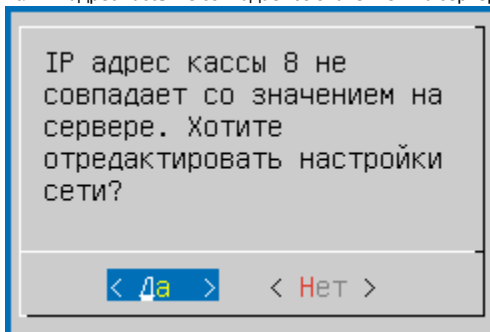 IP адрес кассы 8 не
совпадает со значением на
сервере. Хотите
отредактировать настройки
сети?
< Да > < Нет >